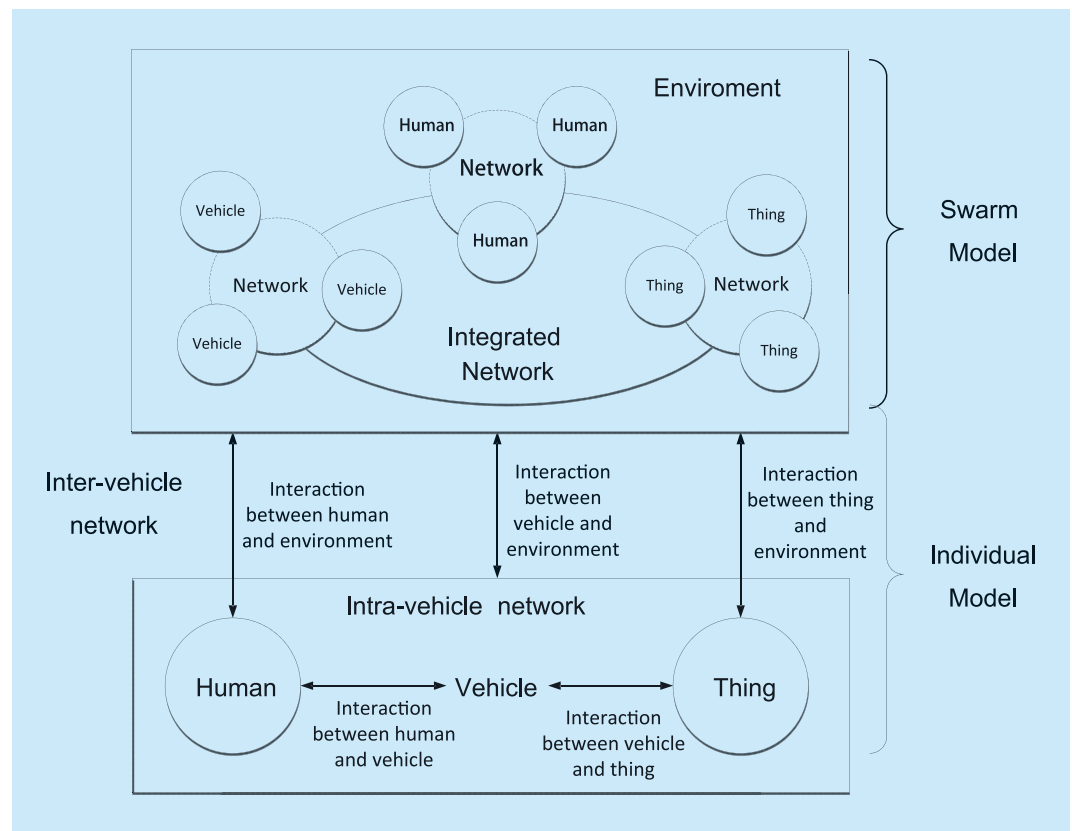 Enviroment
Human
Human
Network
Human
Vehicle
Network
Vehicle
Vehicle
Thing
Thing
Network
Thing
Integrated
Network
Swarm
Model
Inter-vehicle
network
Interaction
between human
and environment
Interaction
between
vehicle and
environment
Interaction
between thing
and
environment
Individual
Model
Intra-vehicle network
Human
Vehicle
Thing
Interaction
between human
and vehicle
Interaction
between vehicle
and thing